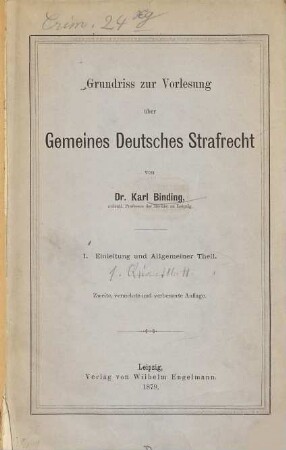 Crim. 24
Grundriss zur Vorlesung
über
Gemeines Deutsches Strafrecht
von
Dr. Karl Binding,
ordentl. Professor der Rechte zu Leipzig.
I. Einleitung und Allgemeiner Theil.
Zweite, vermehrte und verbesserte Auflage.
Leipzig,
Verlag von Wilhelm Engelmann.
1879.